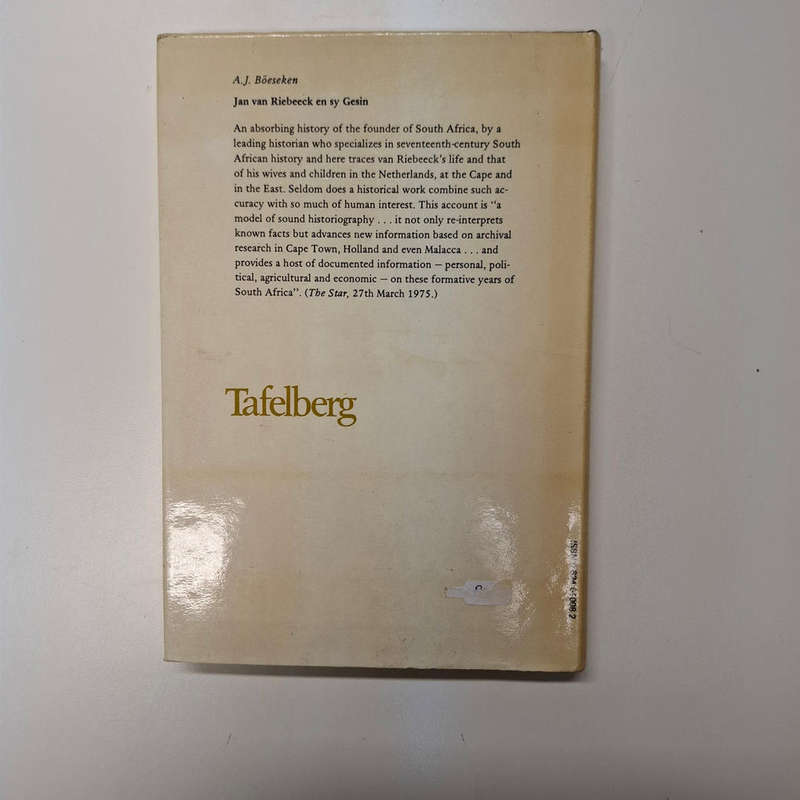 A.J. Böeseken
Jan van Riebeeck en sy Gesin
An absorbing history of the founder of South Africa, by a
leading historian who specializes in seventeenth-century South
African history and here traces van Riebeeck's life and that
of his wives and children in the Netherlands, at the Cape and
in the East. Seldom does a historical work combine such ac-
curacy with so much of human interest. This account is "a
model of sound historiography . . . it not only re-interprets
known facts but advances new information based on archival
research in Cape Town, Holland and even Malacca . . . and
provides a host of documented information — personal, poli-
tical, agricultural and economic — on these formative years of
South Africa". (The Star, 27th March 1975.)
Tafelberg
ISBN